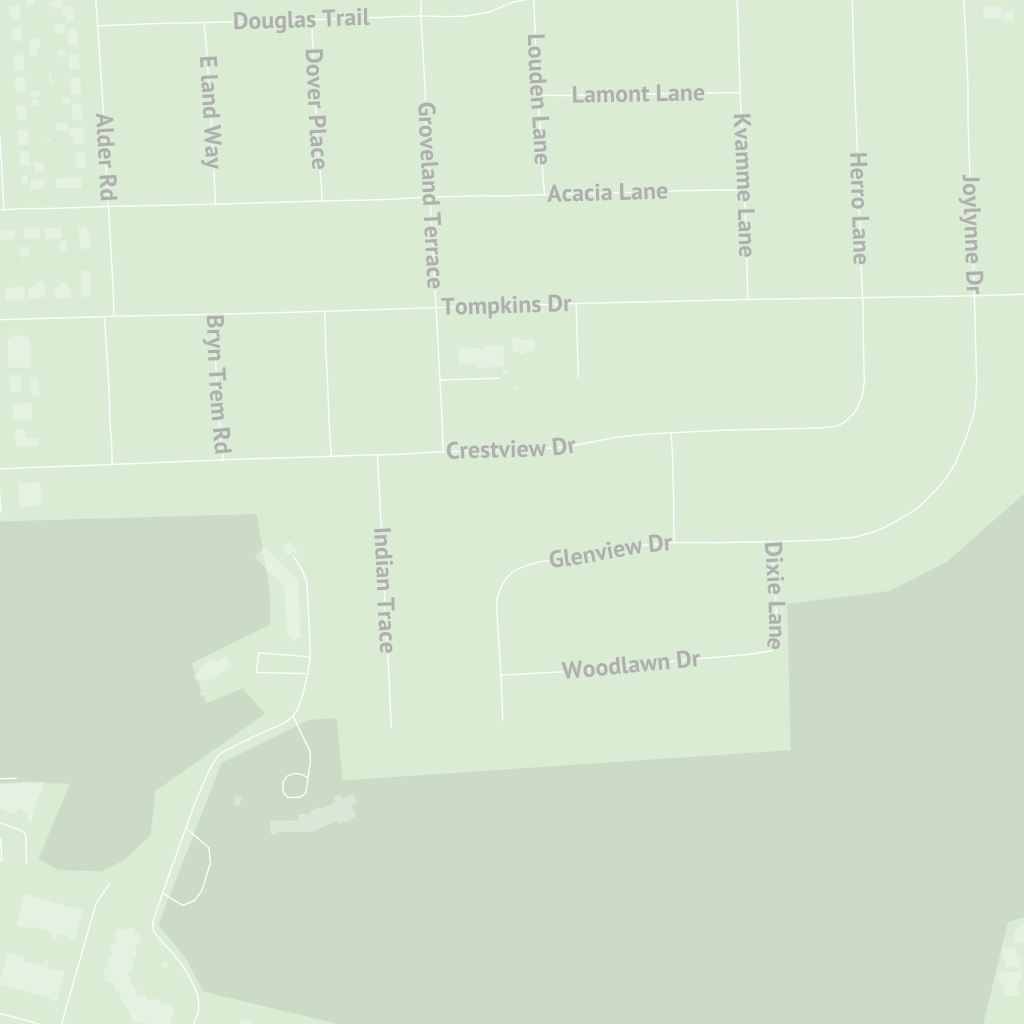 Douglas Trail
E land Way
Dover Place
Louden Lane
Lamont Lane
Alder Rd
Groveland Terrace
Kvamme Lane
Herro Lane
Joylynne Dr
Acacia Lane
Tompkins Dr
Bryn Trem Rd
Crestview Dr
Indian Trace
Glenview Dr
Dixie Lane
Woodlawn Dr